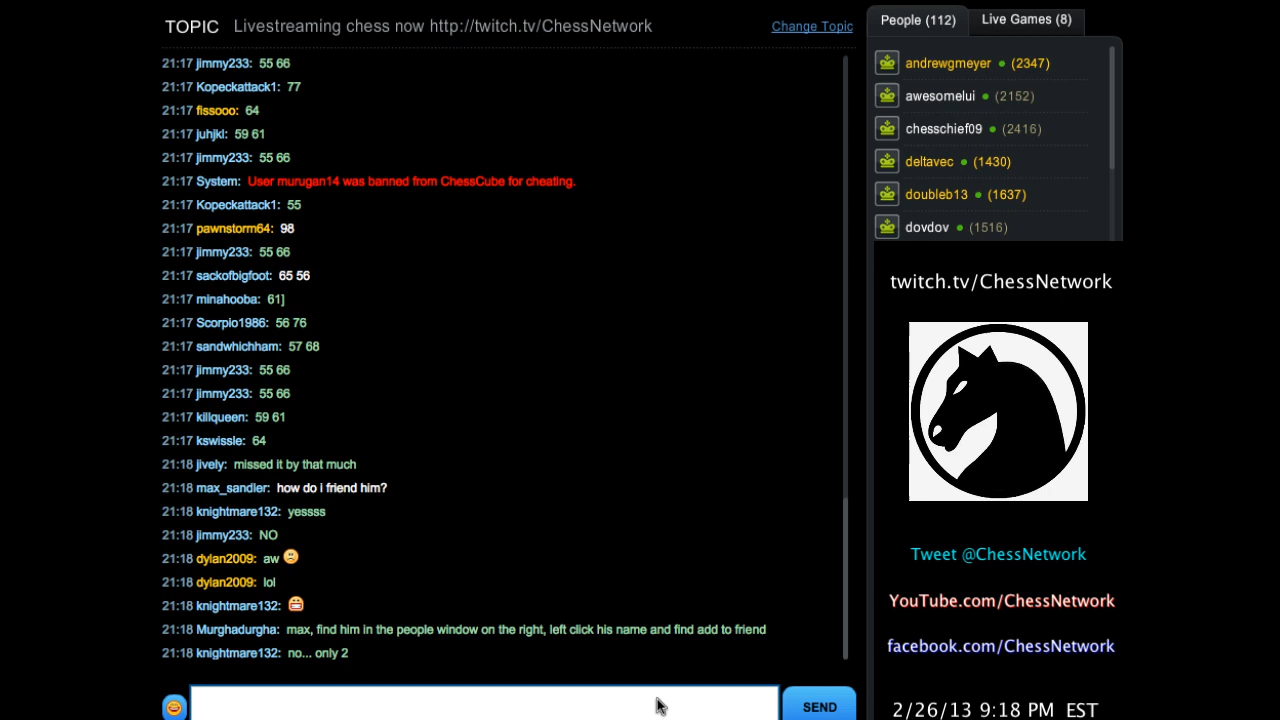 TOPIC Livestreaming chess now http://twitch.tv/ChessNetwork Change Topic
21:17 jimmy233: 55 66
21:17 Kopeckattack1: 77
21:17 fissooo: 64
21:17 juhjkl: 59 61
21:17 jimmy233: 55 66
21:17 System: User murugan14 was banned from ChessCube for cheating.
21:17 Kopeckattack1: 55
21:17 pawnstorm64: 98
21:17 jimmy233: 55 66
21:17 sackofbigfoot: 65 56
21:17 minahooba: 61]
21:17 Scorpio1986: 56 76
21:17 sandwhichham: 57 68
21:17 jimmy233: 55 66
21:17 jimmy233: 55 66
21:17 killqueen: 59 61
21:17 kswissle: 64
21:18 jively: missed it by that much
21:18 max_sandler: how do i friend him?
21:18 knightmare132: yessss
21:18 jimmy233: NO
21:18 dylan2009: aw
21:18 dylan2009: lol
21:18 knightmare132:
21:18 Murghadurgha: max, find him in the people window on the right, left click his name and find add to friend
21:18 knightmare132: no... only 2
SEND
People (112) Live Games (8)
andrewgmeyer (2347)
awesomelui (2152)
chesschief09 (2416)
deltavec (1430)
doubleb13 (1637)
dovdov (1516)
twitch.tv/ChessNetwork
Tweet @ChessNetwork
YouTube.com/ChessNetwork
facebook.com/ChessNetwork
2/26/13 9:18 PM EST